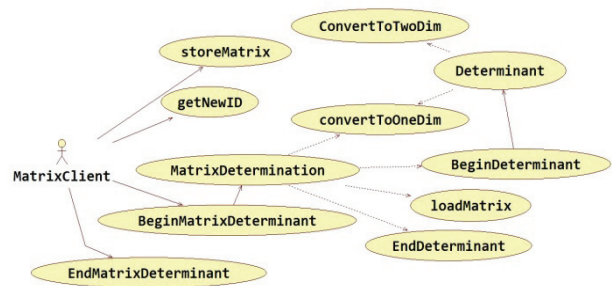 ConvertToTwoDim
storeMatrix
Determinant
getNewID
convertToOneDim
MatrixClient
MatrixDetermination
BeginDeterminant
loadMatrix
BeginMatrixDeterminant
EndDeterminant
EndMatrixDeterminant